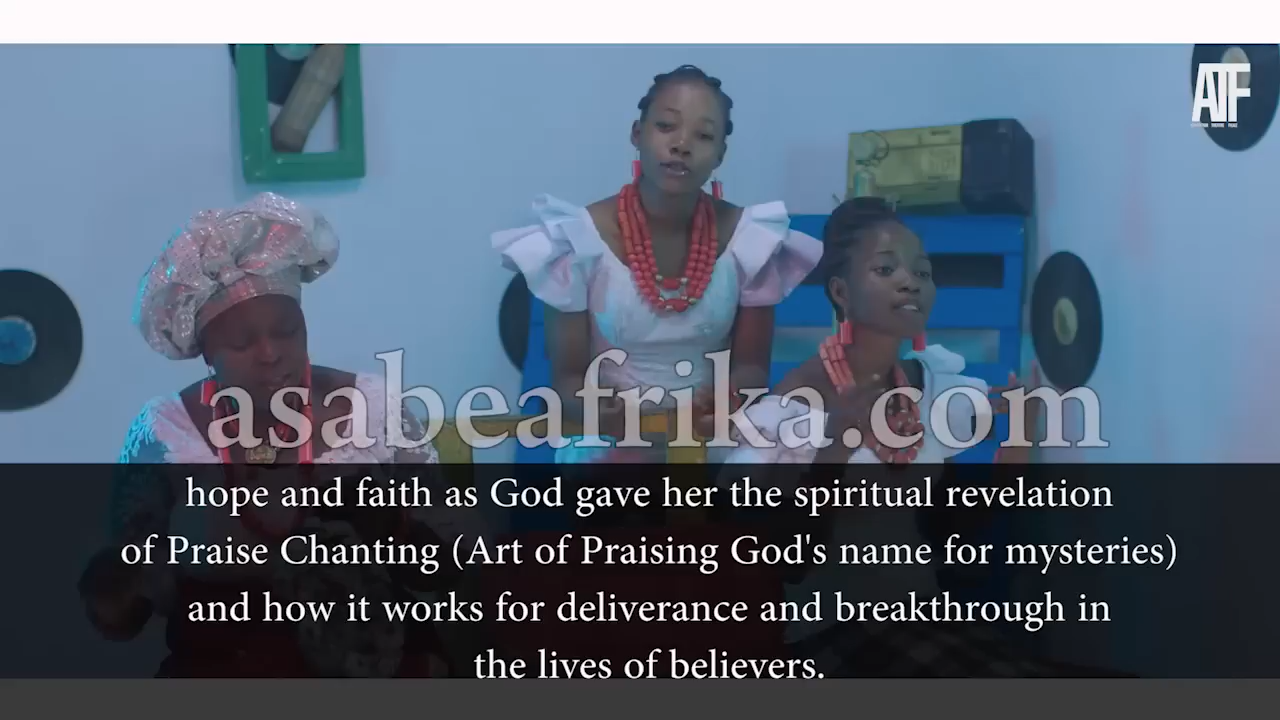 ATF
asabeafrika.com
hope and faith as God gave her the spiritual revelation
of Praise Chanting (Art of Praising God's name for mysteries)
and how it works for deliverance and breakthrough in
the lives of believers.